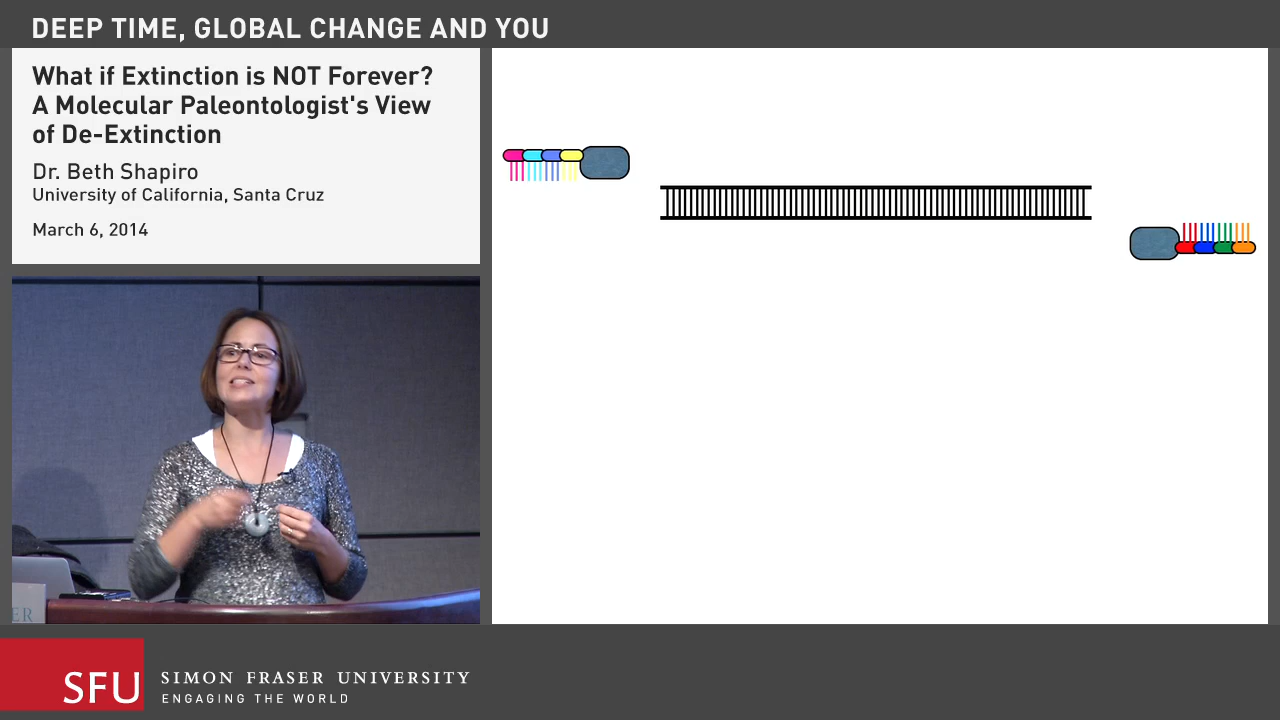 DEEP TIME, GLOBAL CHANGE AND YOU
What if Extinction is NOT Forever?
A Molecular Paleontologist's View
of De-Extinction
Dr. Beth Shapiro
University of California, Santa Cruz
March 6, 2014
ER
SFU
SIMON FRASER UNIVERSITY
ENGAGING THE WORLD